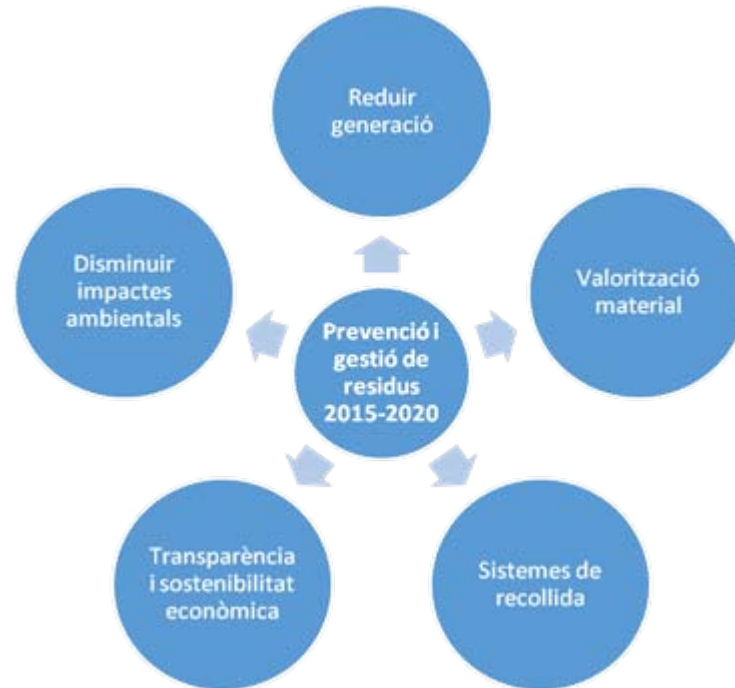 Reduir
generació
Disminuir
impactes
ambientals
Valorització
material
Prevenció i
gestió de
residus
2015-2020
Transparència
i sostenibilitat
econòmica
Sistemes de
recollida